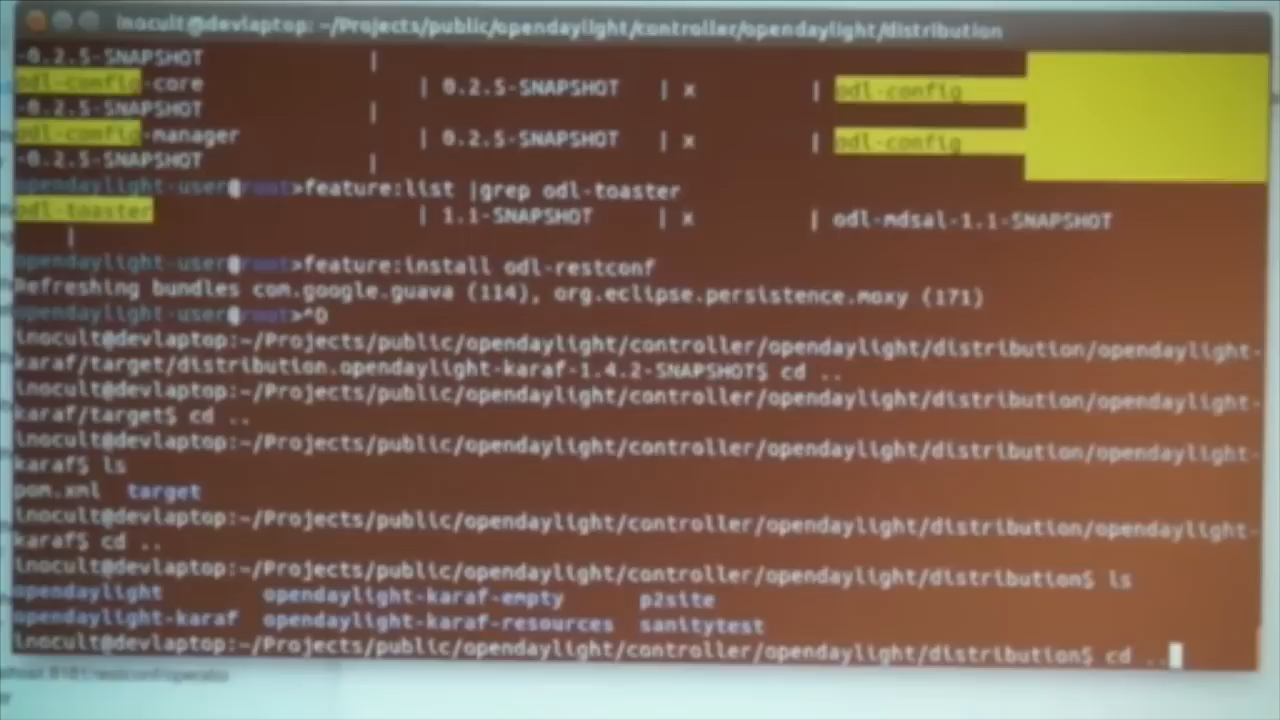 inocult@devlaptop: ~/Projects/public/opendaylight/controller/opendaylight/distribution
-0.2.5-SNAPSHOT |
odl-config-core | 0.2.5-SNAPSHOT | x | odl-config
-0.2.5-SNAPSHOT |
odl-config-manager | 0.2.5-SNAPSHOT | x | odl-config
-0.2.5-SNAPSHOT |
opendaylight-user@root>feature:list |grep odl-toaster
odl-toaster | 1.1-SNAPSHOT | x | odl-mdsal-1.1-SNAPSHOT
|
opendaylight-user@root>feature:install odl-restconf
Refreshing bundles com.google.guava (114), org.eclipse.persistence.moxy (171)
opendaylight-user@root>^D
inocult@devlaptop:~/Projects/public/opendaylight/controller/opendaylight/distribution/opendaylight-
karaf/target/distribution.opendaylight-karaf-1.4.2-SNAPSHOT$ cd ..
inocult@devlaptop:~/Projects/public/opendaylight/controller/opendaylight/distribution/opendaylight-
karaf/target$ cd ..
inocult@devlaptop:~/Projects/public/opendaylight/controller/opendaylight/distribution/opendaylight-
karaf$ ls
pom.xml target
inocult@devlaptop:~/Projects/public/opendaylight/controller/opendaylight/distribution/opendaylight-
karaf$ cd ..
inocult@devlaptop:~/Projects/public/opendaylight/controller/opendaylight/distribution$ ls
opendaylight opendaylight-karaf-empty p2site
opendaylight-karaf opendaylight-karaf-resources sanitytest
inocult@devlaptop:~/Projects/public/opendaylight/controller/opendaylight/distribution$ cd ..